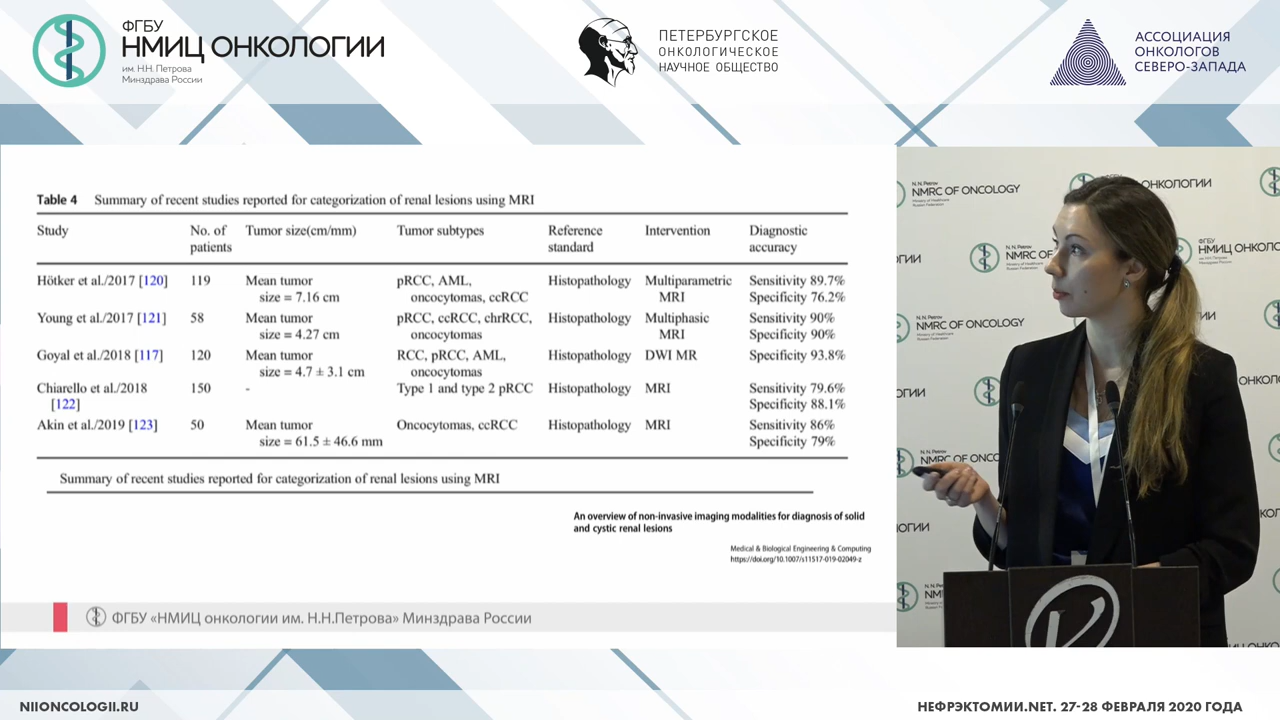 ФГБУ
НМИЦ ОНКОЛОГИИ
им. Н.Н. Петрова
Минздрава России
ПЕТЕРБУРГСКОЕ
ОНКОЛОГИЧЕСКОЕ
НАУЧНОЕ ОБЩЕСТВО
АССОЦИАЦИЯ
ОНКОЛОГОВ
СЕВЕРО-ЗАПАДА
Table 4 Summary of recent studies reported for categorization of renal lesions using MRI
Study No. of patients Tumor size(cm/mm) Tumor subtypes Reference standard Intervention Diagnostic accuracy
Hötker et al./2017 [120] 119 Mean tumor size = 7.16 cm pRCC, AML, oncocytomas, ccRCC Histopathology Multiparametric MRI Sensitivity 89.7% Specificity 76.2%
Young et al./2017 [121] 58 Mean tumor size = 4.27 cm pRCC, ccRCC, chrRCC, oncocytomas Histopathology Multiphasic MRI Sensitivity 90% Specificity 90%
Goyal et al./2018 [117] 120 Mean tumor size = 4.7 ± 3.1 cm RCC, pRCC, AML, oncocytomas Histopathology DWI MR Specificity 93.8%
Chiarello et al./2018 [122] 150 - Type 1 and type 2 pRCC Histopathology MRI Sensitivity 79.6% Specificity 88.1%
Akin et al./2019 [123] 50 Mean tumor size = 61.5 ± 46.6 mm Oncocytomas, ccRCC Histopathology MRI Sensitivity 86% Specificity 79%
Summary of recent studies reported for categorization of renal lesions using MRI
An overview of non-invasive imaging modalities for diagnosis of solid
and cystic renal lesions
Medical & Biological Engineering & Computing
https://doi.org/10.1007/s11517-019-02049-z
ФГБУ «НМИЦ онкологии им. Н.Н.Петрова» Минздрава России
N. N. Petrov
NMRC OF ONCOLOGY
NMRC OF ONCOLOGY
NIIONCOLOGII.RU
НЕФРЭКТОМИИ.NET. 27-28 ФЕВРАЛЯ 2020 ГОДА